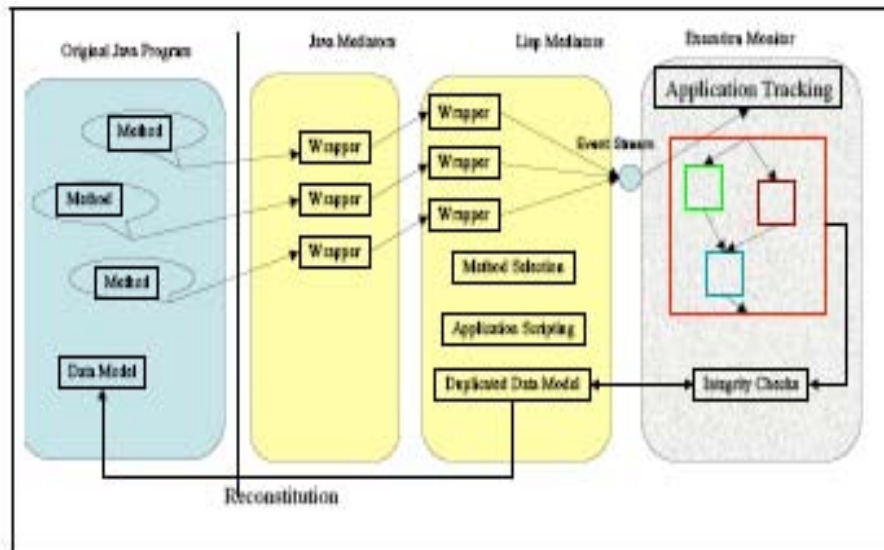 Original Java Program
Java Mediators
Lisp Mediators
Execution Monitor
Application Tracking
Method
Method
Method
Data Model
Wrapper
Wrapper
Wrapper
Wrapper
Wrapper
Wrapper
Event Stream
Method Selection
Application Scripting
Duplicated Data Model
Integrity Checks
Reconstitution